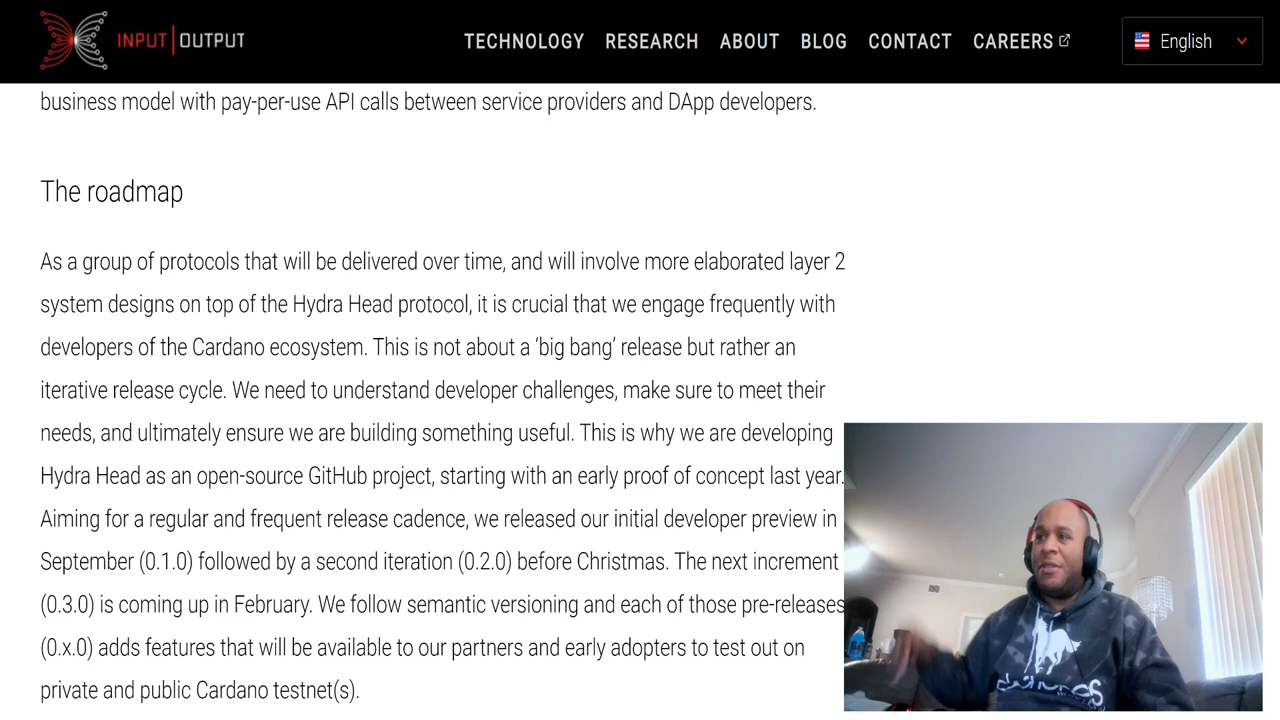 INPUT|OUTPUT
TECHNOLOGY RESEARCH ABOUT BLOG CONTACT CAREERS English
business model with pay-per-use API calls between service providers and DApp developers.
The roadmap
As a group of protocols that will be delivered over time, and will involve more elaborated layer 2
system designs on top of the Hydra Head protocol, it is crucial that we engage frequently with
developers of the Cardano ecosystem. This is not about a ‘big bang’ release but rather an
iterative release cycle. We need to understand developer challenges, make sure to meet their
needs, and ultimately ensure we are building something useful. This is why we are developing
Hydra Head as an open-source GitHub project, starting with an early proof of concept last year.
Aiming for a regular and frequent release cadence, we released our initial developer preview in
September (0.1.0) followed by a second iteration (0.2.0) before Christmas. The next increment
(0.3.0) is coming up in February. We follow semantic versioning and each of those pre-releases
(0.x.0) adds features that will be available to our partners and early adopters to test out on
private and public Cardano testnet(s).